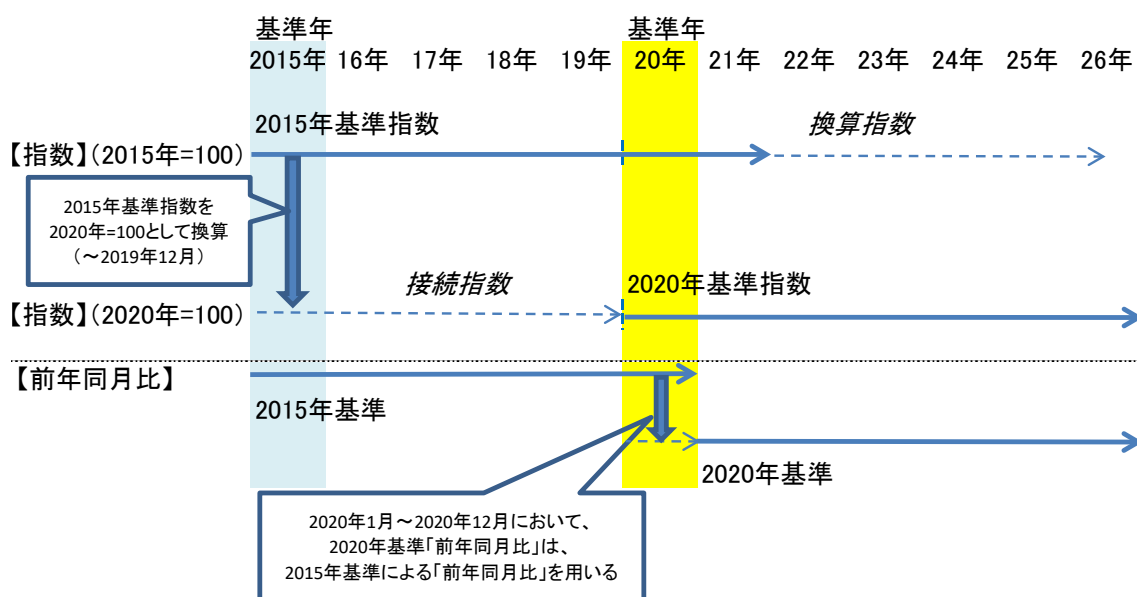 基準年 基準年
2015年 16年 17年 18年 19年 20年 21年 22年 23年 24年 25年 26年
2015年基準指数 換算指数
【指数】(2015年=100)
2015年基準指数を
2020年=100として換算
(～2019年12月)
接続指数 2020年基準指数
【指数】(2020年=100)
【前年同月比】
2015年基準
2020年基準
2020年1月～2020年12月において、
2020年基準「前年同月比」は、
2015年基準による「前年同月比」を用いる